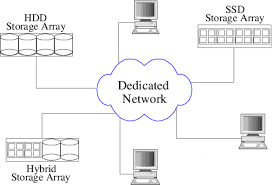 HDD
Storage Array
SSD
Storage Array
Dedicated
Network
Hybrid
Storage Array